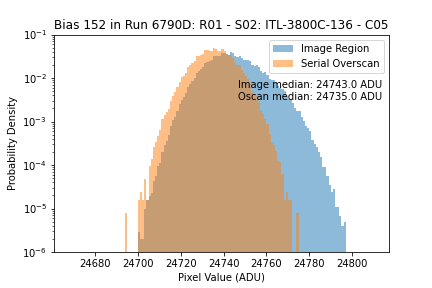 Bias 152 in Run 6790D: R01 - S02: ITL-3800C-136 - C05
Image Region
Serial Overscan
Image median: 24743.0 ADU
Oscan median: 24735.0 ADU
Probability Density
10⁻¹
10⁻²
10⁻³
10⁻⁴
10⁻⁵
10⁻⁶
24680 24700 24720 24740 24760 24780 24800
Pixel Value (ADU)